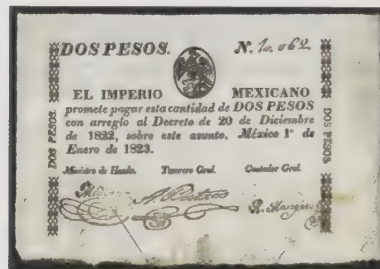 DOS PESOS. N. 10.062
EL IMPERIO MEXICANO
promete pagar esta cantidad de DOS PESOS
con arreglo al Decreto de 20 de Diciembre
de 1822, sobre este asunto. México 1º de
Enero de 1823.
DOS PESOS.
DOS PESOS
Ministro de Hacda. Tesorero Gral. Contador Gral.